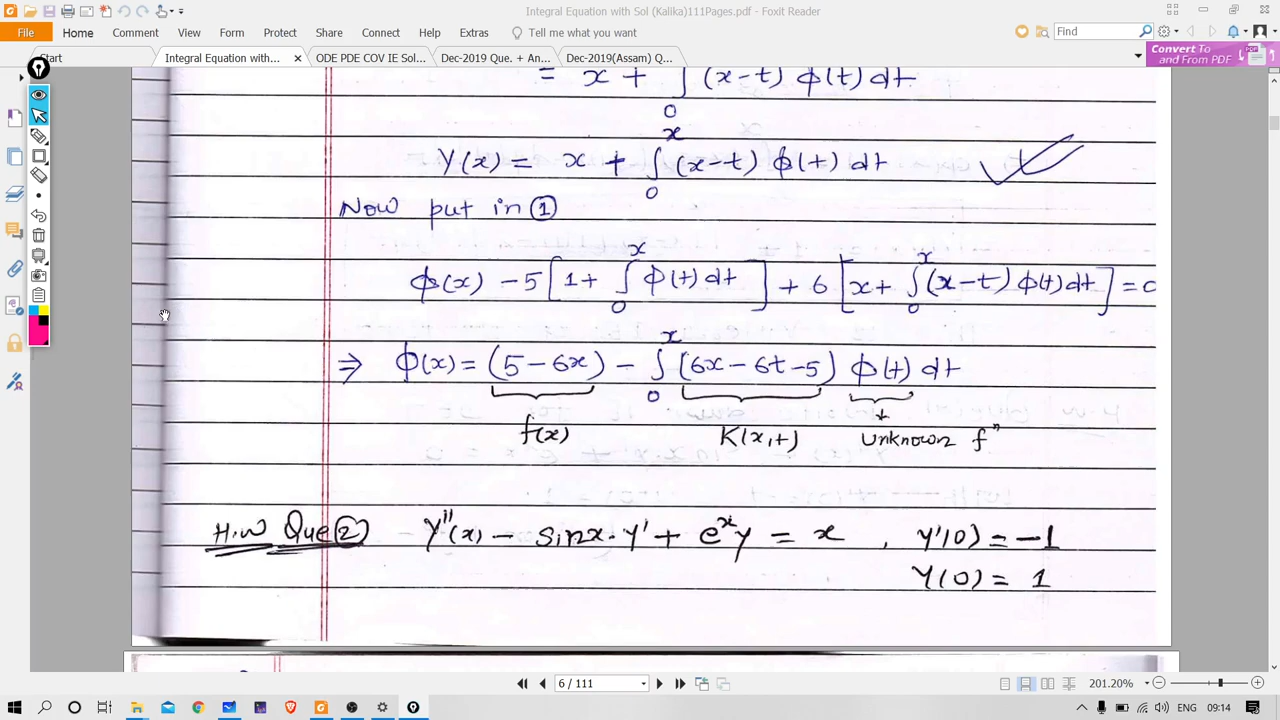 Integral Equation with Sol (Kalika)111Pages.pdf - Foxit Reader
File Home Comment View Form Protect Share Connect Help Extras Tell me what you want to do... Find
Start Integral Equation with... ODE PDE COV IE Sol... Dec-2019 Que. + An... Dec-2019(Assam) Q... Convert To and From PDF
= x + ∫₀ (x-t) ϕ(t) dt
Y(x) = x + ∫₀ˣ (x-t) ϕ(t) dt
Now put in ①
ϕ(x) - 5 [1+ ∫₀ˣ ϕ(t) dt] + 6 [x+ ∫₀ˣ (x-t) ϕ(t)dt] = 0
⇒ ϕ(x) = (5-6x) - ∫₀ˣ (6x-6t-5) ϕ(t) dt
f(x) K(x,t) unknown fⁿ
H.W Que ② y''(x) - sinx·y' + eˣy = x , y'(0) = -1
Y(0) = 1
6 / 111 201.20%
ENG 09:14